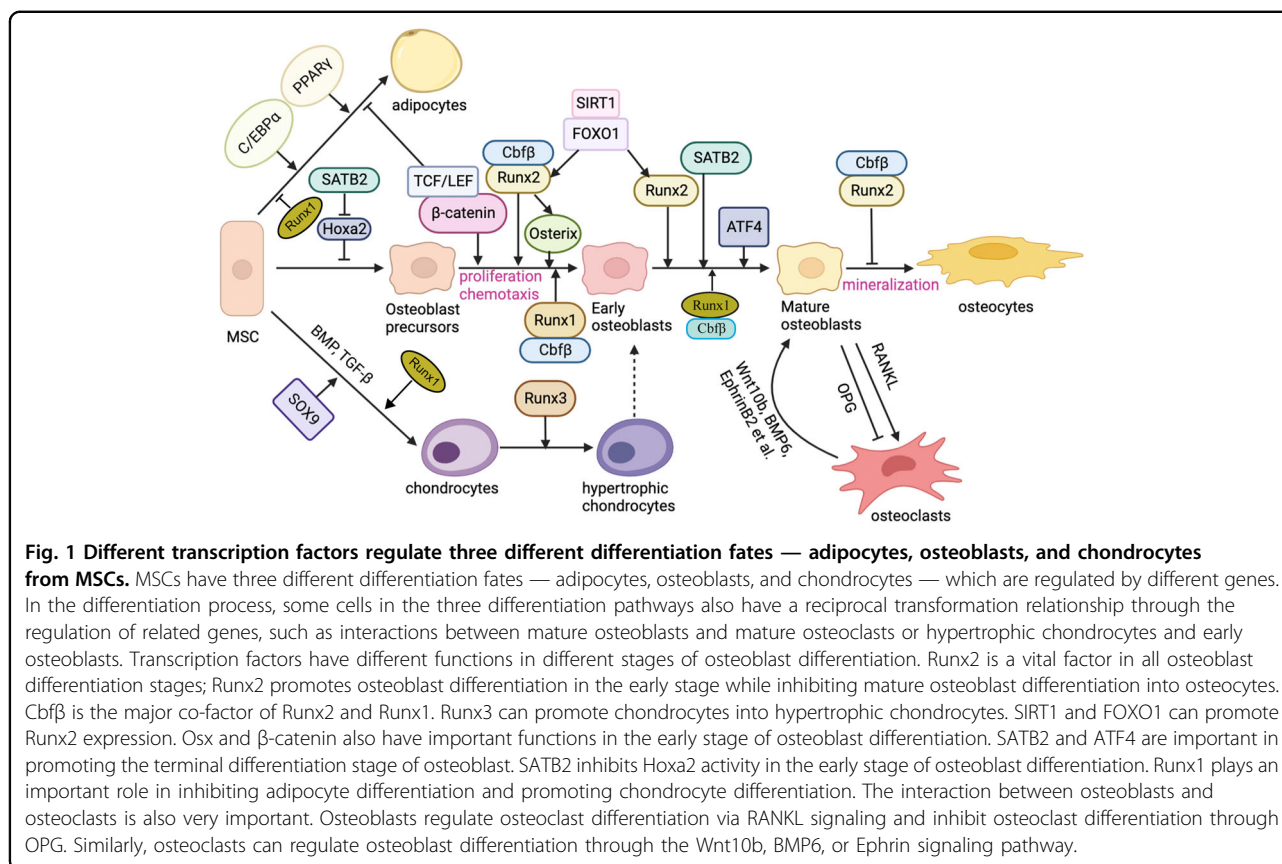 PPARγ
C/EBPα
adipocytes
SIRT1
FOXO1
SATB2
Runx1
Hoxa2
TCF/LEF
β-catenin
Cbfβ
Runx2
Osterix
Runx2
SATB2
ATF4
Cbfβ
Runx2
MSC
Osteoblast
precursors
proliferation
chemotaxis
Early
osteoblasts
Runx1
Cbfβ
Runx1
Cbfβ
Mature
osteoblasts
mineralization
osteocytes
BMP, TGF-β
SOX9
Runx1
Runx3
chondrocytes
hypertrophic
chondrocytes
Wnt10b, BMP6,
EphrinB2 et al.
OPG
RANKL
osteoclasts
Fig. 1 Different transcription factors regulate three different differentiation fates — adipocytes, osteoblasts, and chondrocytes
from MSCs. MSCs have three different differentiation fates — adipocytes, osteoblasts, and chondrocytes — which are regulated by different genes.
In the differentiation process, some cells in the three differentiation pathways also have a reciprocal transformation relationship through the
regulation of related genes, such as interactions between mature osteoblasts and mature osteoclasts or hypertrophic chondrocytes and early
osteoblasts. Transcription factors have different functions in different stages of osteoblast differentiation. Runx2 is a vital factor in all osteoblast
differentiation stages; Runx2 promotes osteoblast differentiation in the early stage while inhibiting mature osteoblast differentiation into osteocytes.
Cbfβ is the major co-factor of Runx2 and Runx1. Runx3 can promote chondrocytes into hypertrophic chondrocytes. SIRT1 and FOXO1 can promote
Runx2 expression. Osx and β-catenin also have important functions in the early stage of osteoblast differentiation. SATB2 and ATF4 are important in
promoting the terminal differentiation stage of osteoblast. SATB2 inhibits Hoxa2 activity in the early stage of osteoblast differentiation. Runx1 plays an
important role in inhibiting adipocyte differentiation and promoting chondrocyte differentiation. The interaction between osteoblasts and
osteoclasts is also very important. Osteoblasts regulate osteoclast differentiation via RANKL signaling and inhibit osteoclast differentiation through
OPG. Similarly, osteoclasts can regulate osteoblast differentiation through the Wnt10b, BMP6, or Ephrin signaling pathway.